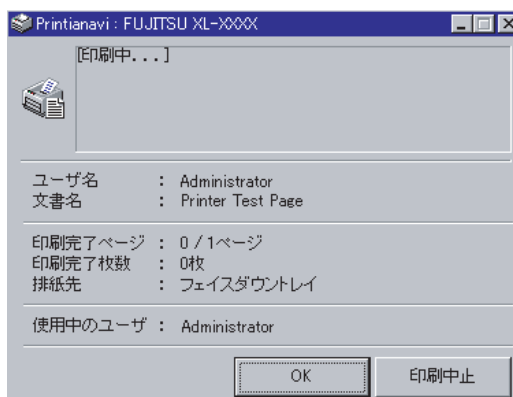 Printianavi : FUJITSU XL-XXXX
[印刷中...]
ユーザ名 : Administrator
文書名 : Printer Test Page
印刷完了ページ : 0 / 1ページ
印刷完了枚数 : 0枚
排紙先 : フェイスダウントレイ
使用中のユーザ : Administrator
OK 印刷中止